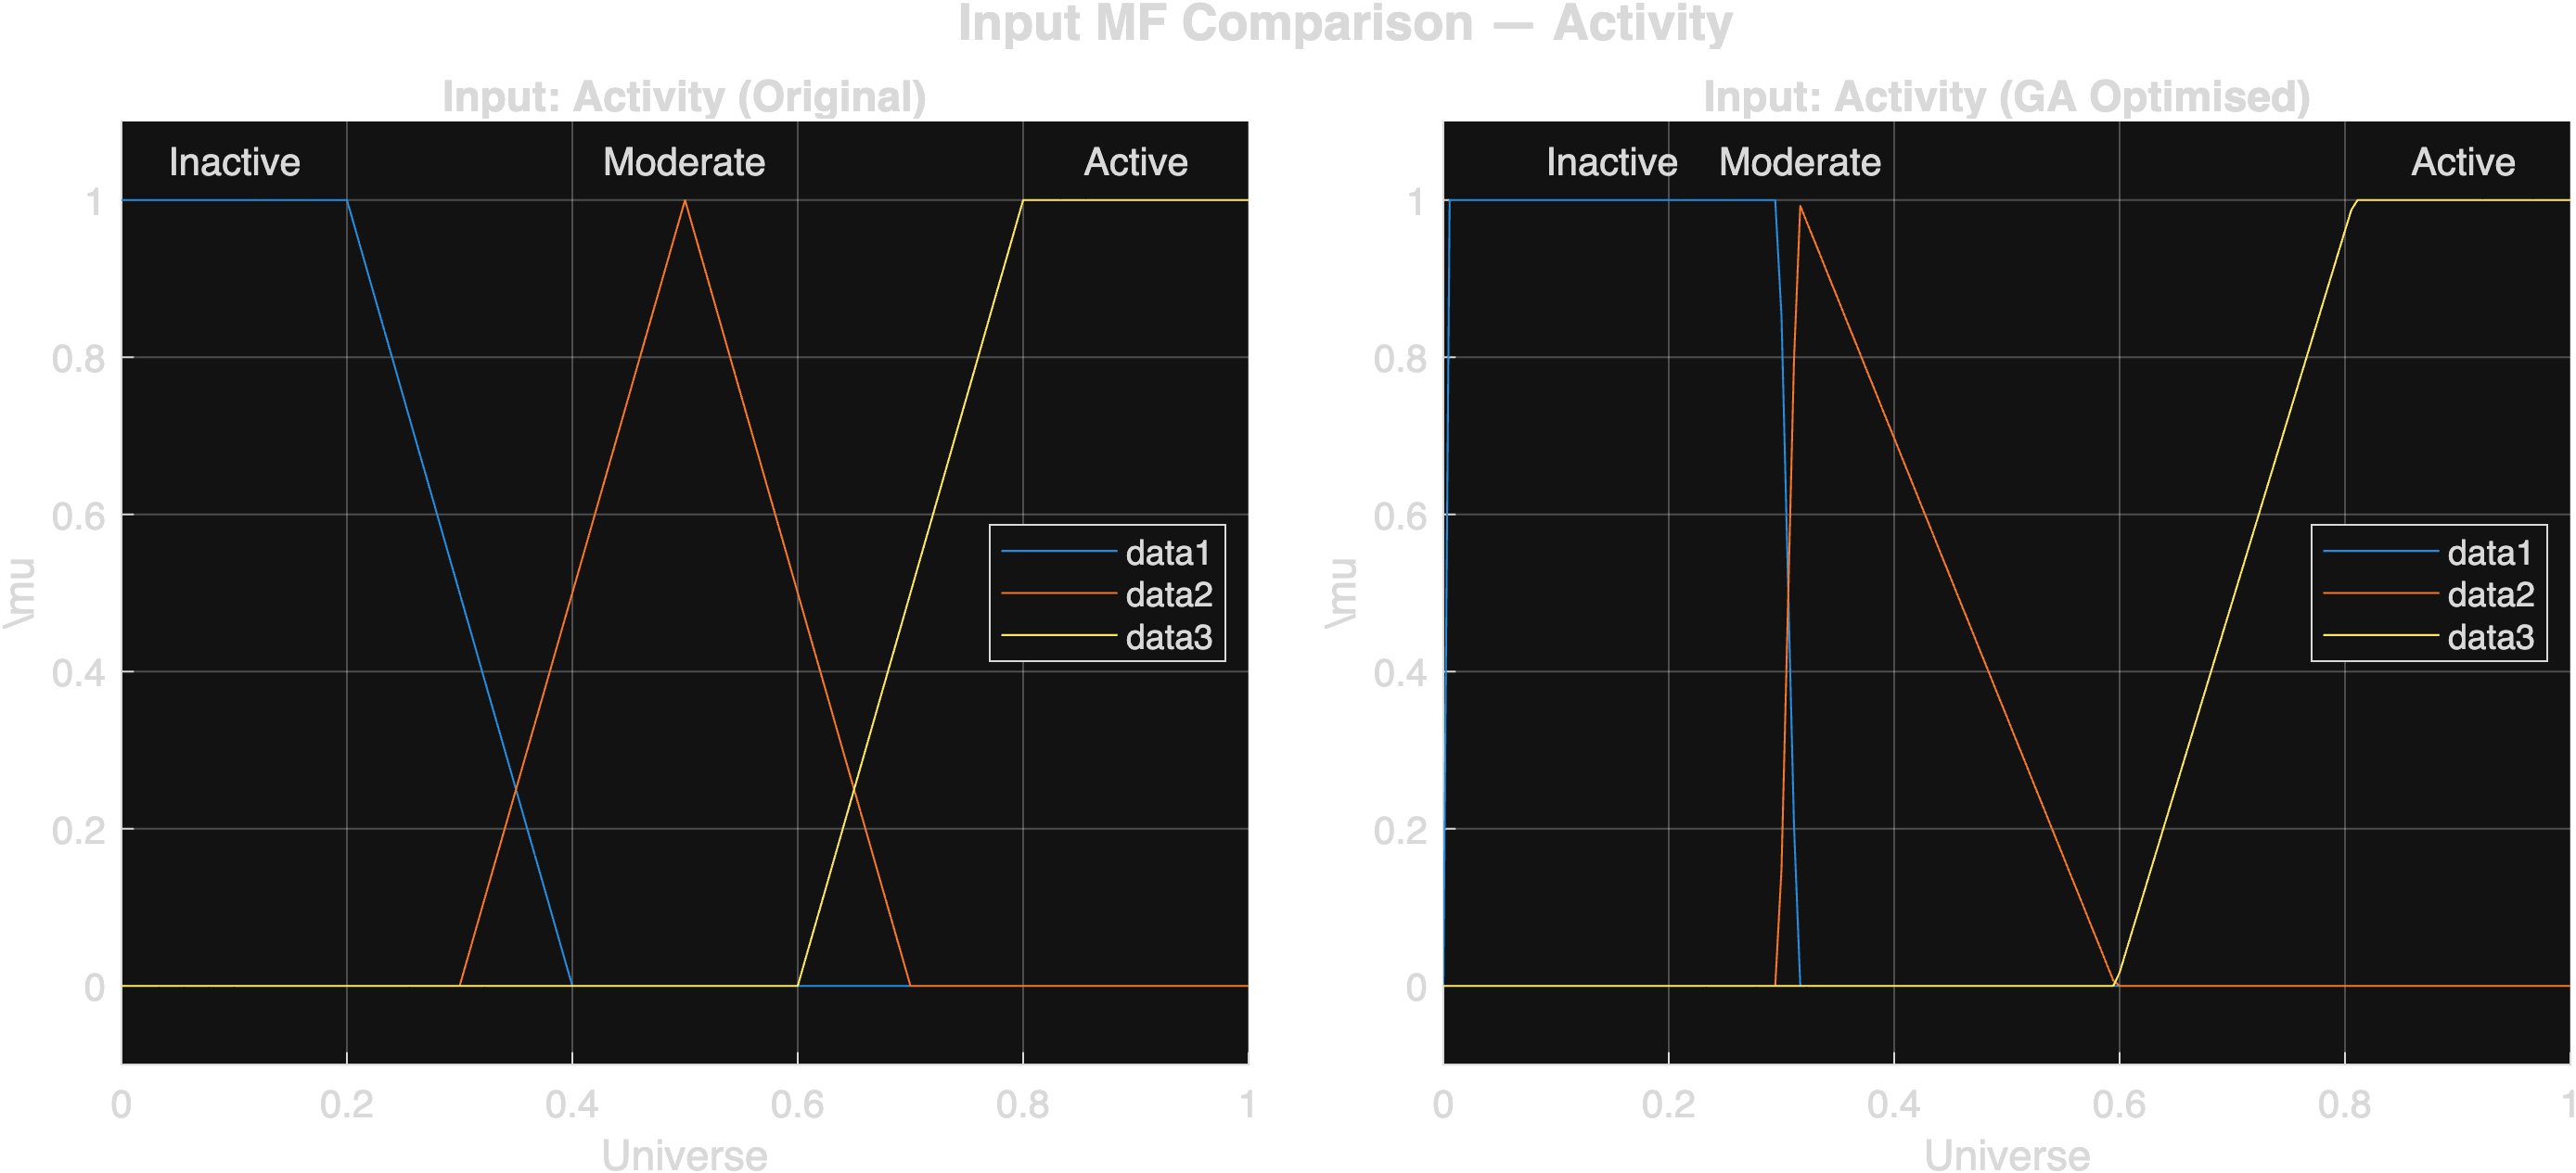 Input MF Comparison — Activity
Input: Activity (Original)
Inactive
Moderate
Active
1
0.8
0.6
0.4
0.2
0
\mu
data1
data2
data3
0
0.2
0.4
0.6
0.8
1
Universe
Input: Activity (GA Optimised)
Inactive
Moderate
Active
1
0.8
0.6
0.4
0.2
0
\mu
data1
data2
data3
0
0.2
0.4
0.6
0.8
1
Universe